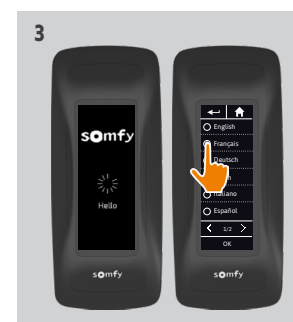 3
somfy
Hello
somfy
English
Français
Deutsch
Italiano
Español
1/2
OK
somfy